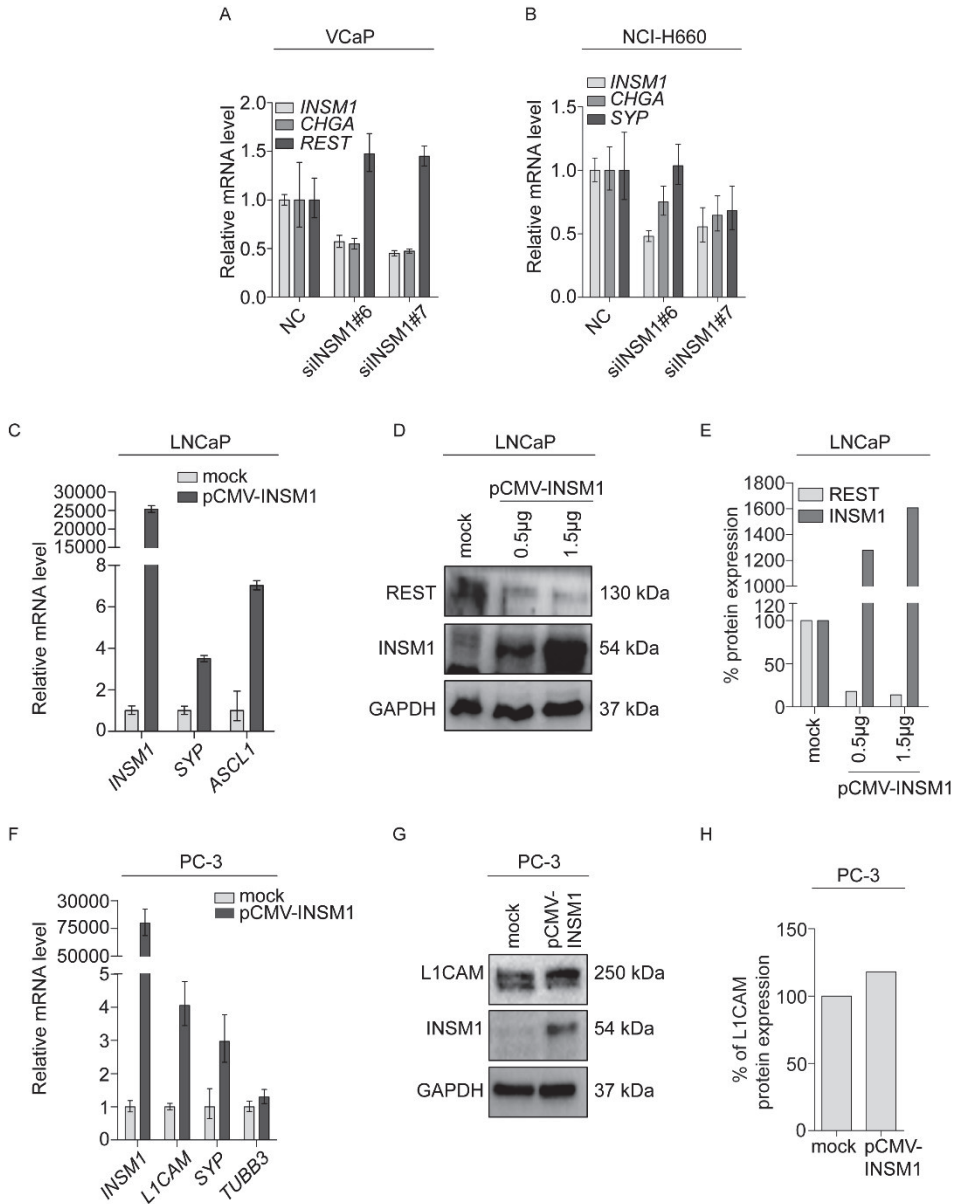 A
VCaP
Relative mRNA level
2.0
1.5
1.0
0.5
0.0
INSM1
CHGA
REST
NC
siINSM1#6
siINSM1#7
B
NCI-H660
Relative mRNA level
1.5
1.0
0.5
0.0
INSM1
CHGA
SYP
NC
siINSM1#6
siINSM1#7
C
LNCaP
mock
pCMV-INSM1
Relative mRNA level
30000
25000
15000
8
6
4
2
0
INSM1
SYP
ASCL1
D
LNCaP
pCMV-INSM1
mock
0.5µg
1.5µg
REST
130 kDa
INSM1
54 kDa
GAPDH
37 kDa
E
LNCaP
REST
INSM1
% protein expression
1800
1600
1400
1200
1000
120
100
50
0
mock
0.5µg
1.5µg
pCMV-INSM1
F
PC-3
mock
pCMV-INSM1
Relative mRNA level
30000
75000
50000
5
4
3
2
1
0
INSM1
L1CAM
SYP
TUBB3
G
PC-3
mock
pCMV-
INSM1
L1CAM
250 kDa
INSM1
54 kDa
GAPDH
37 kDa
H
PC-3
% of L1CAM
protein expression
150
100
50
0
mock
pCMV-
INSM1